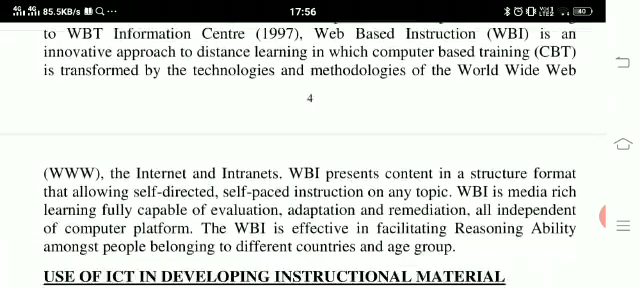 4G 4G 85.5KB/s Q ··· 17:56 VoLTE2 40
to WBT Information Centre (1997), Web Based Instruction (WBI) is an
innovative approach to distance learning in which computer based training (CBT)
is transformed by the technologies and methodologies of the World Wide Web
4
(WWW), the Internet and Intranets. WBI presents content in a structure format
that allowing self-directed, self-paced instruction on any topic. WBI is media rich
learning fully capable of evaluation, adaptation and remediation, all independent
of computer platform. The WBI is effective in facilitating Reasoning Ability
amongst people belonging to different countries and age group.
USE OF ICT IN DEVELOPING INSTRUCTIONAL MATERIAL